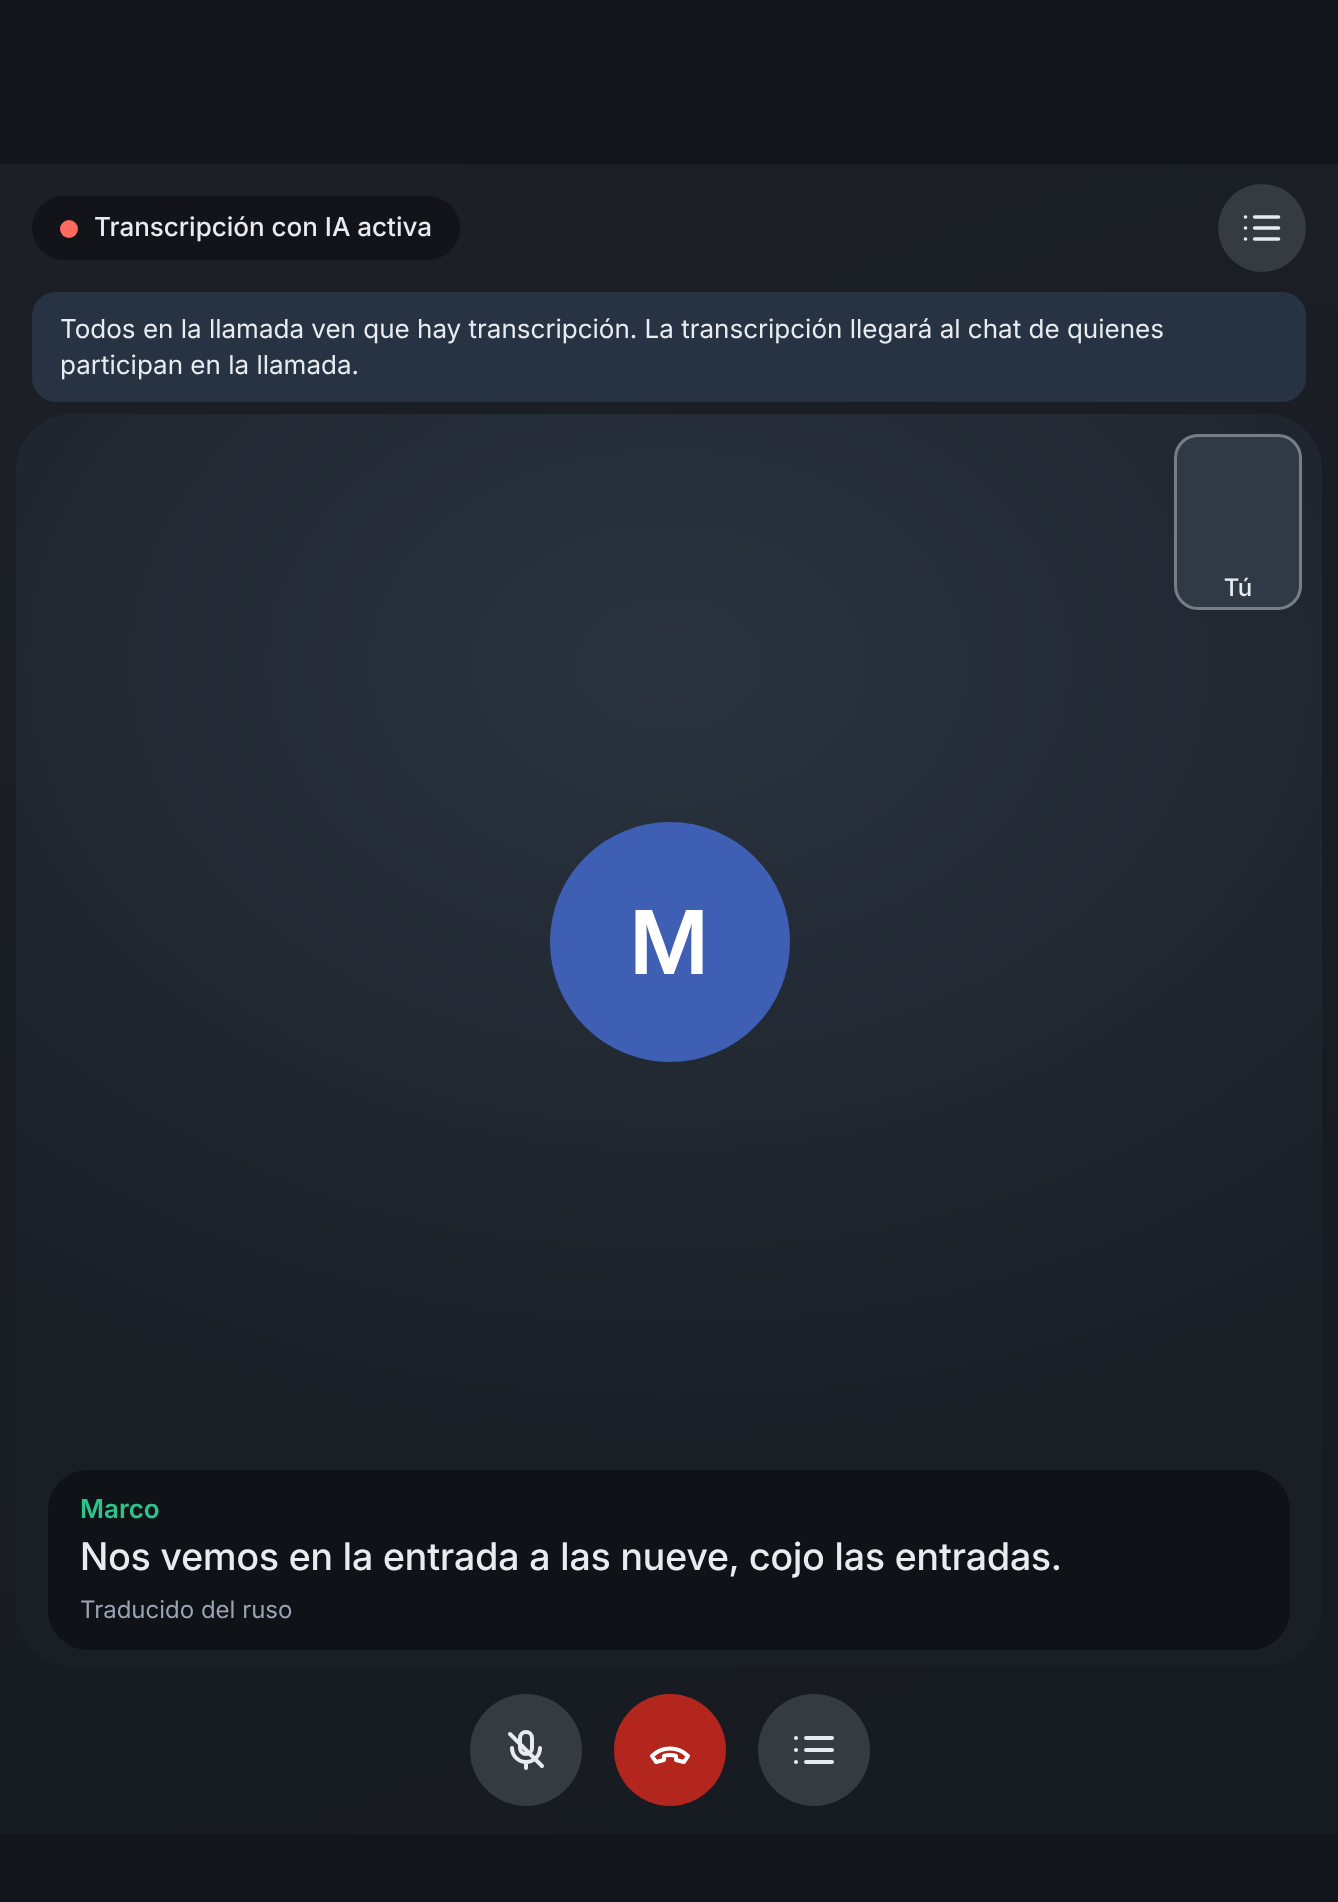 Transcripción con IA activa
Todos en la llamada ven que hay transcripción. La transcripción llegará al chat de quienes
participan en la llamada.
Tú
M
Marco
Nos vemos en la entrada a las nueve, cojo las entradas.
Traducido del ruso